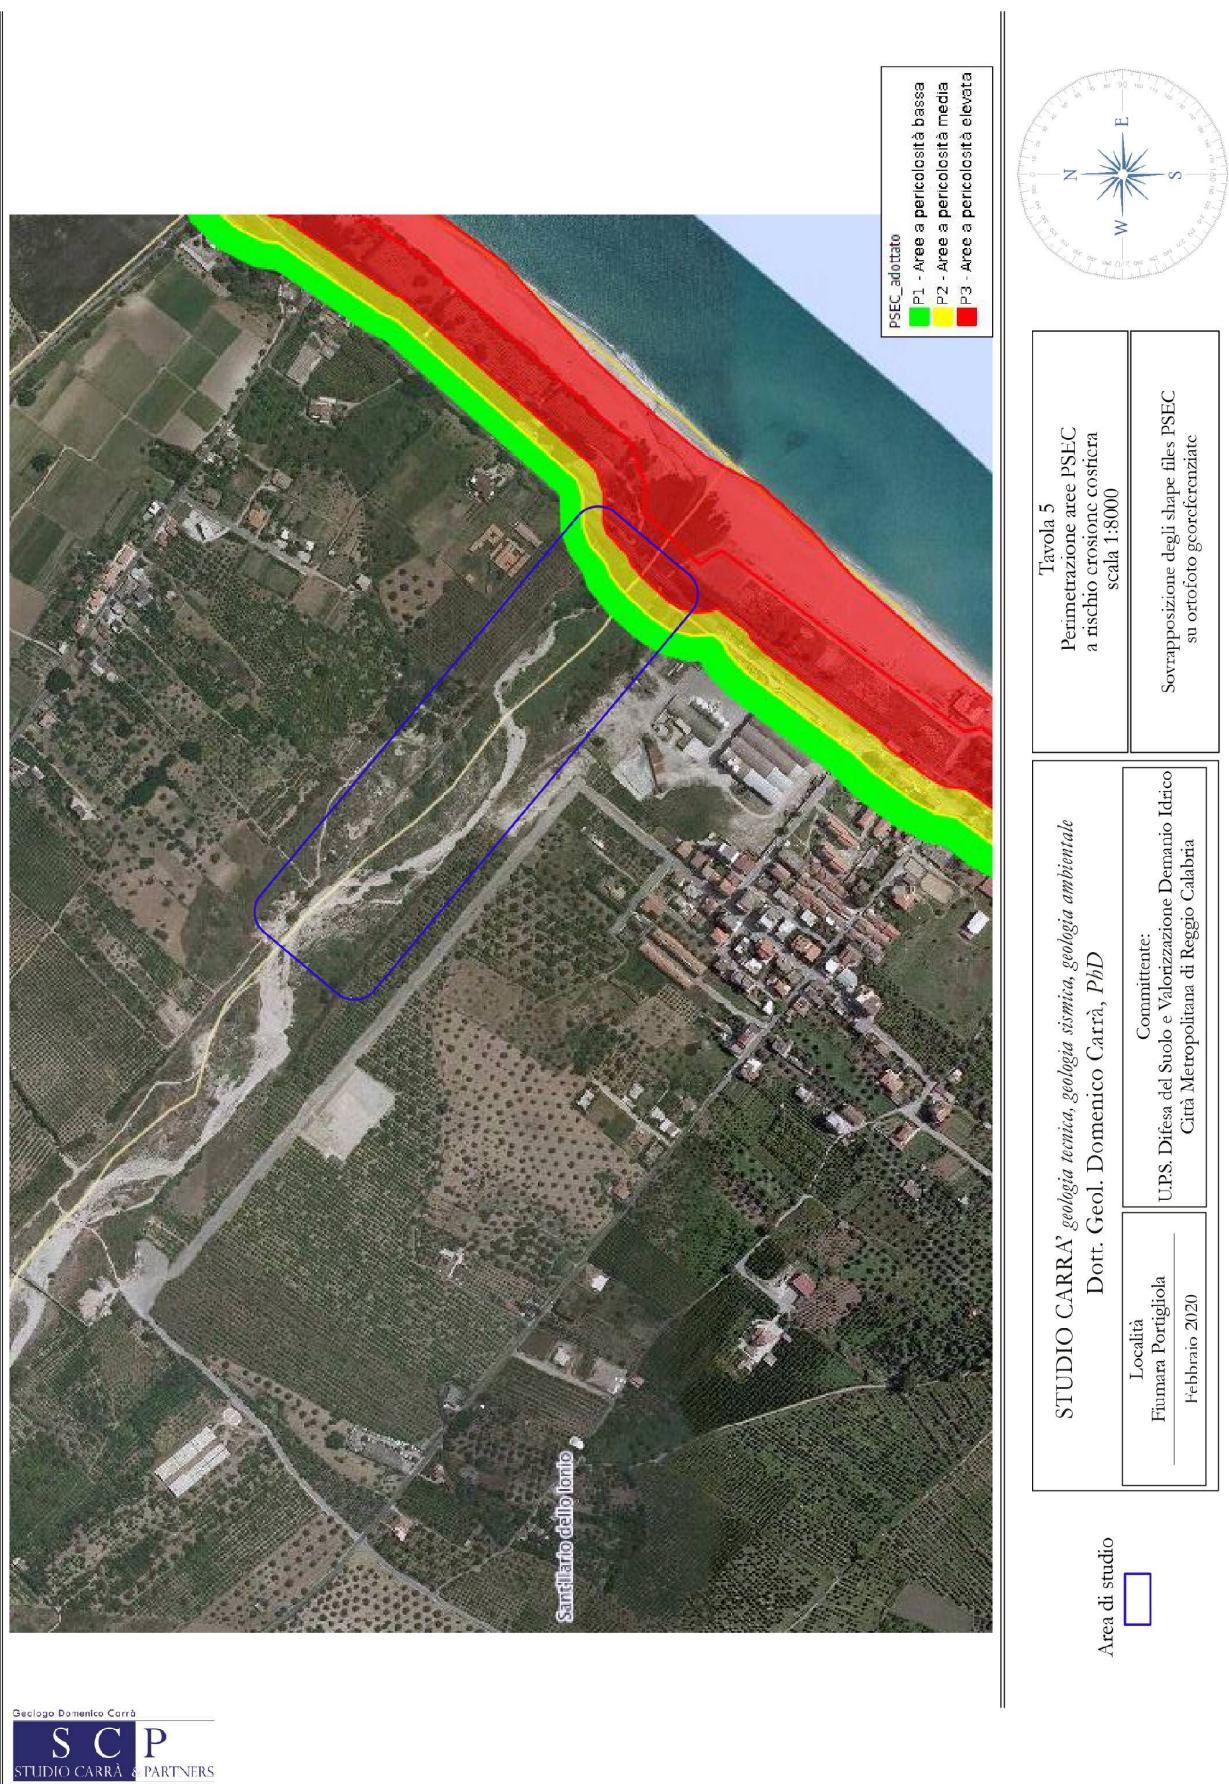 Geologo Domenico Carrà
S C P
STUDIO CARRÀ & PARTNERS
Sant'Ilario dello Ionio
PSEC_adottato
P1 - Aree a pericolosità bassa
P2 - Aree a pericolosità media
P3 - Aree a pericolosità elevata
Area di studio
STUDIO CARRA' geologia tecnica, geologia sismica, geologia ambientale
Dott. Geol. Domenico Carrà, PhD
Località
Fiumara Portigliola
Febbraio 2020
Committente:
U.P.S. Difesa del Suolo e Valorizzazione Demanio Idrico
Città Metropolitana di Reggio Calabria
Tavola 5
Perimetrazione aree PSEC
a rischio erosione costiera
scala 1:8000
Sovrapposizione degli shape files PSEC
su ortofoto georeferenziate
N
E
S
W